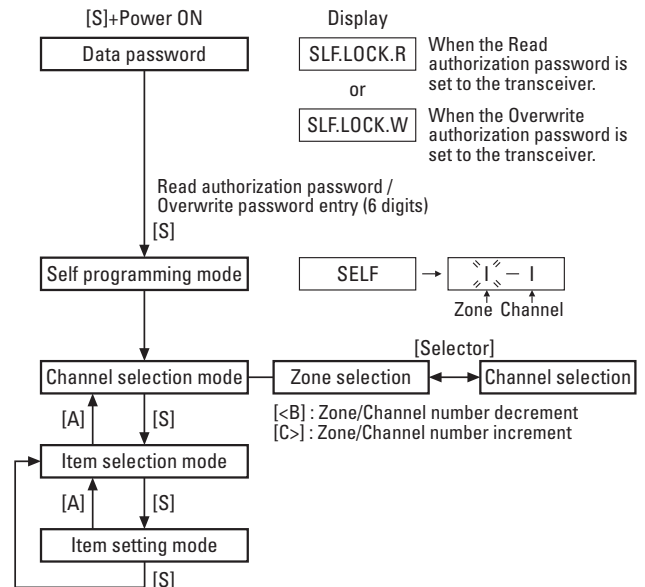 [S]+Power ON
Display
Data password
SLF.LOCK.R
When the Read
authorization password is
set to the transceiver.
or
SLF.LOCK.W
When the Overwrite
authorization password is
set to the transceiver.
Read authorization password /
Overwrite password entry (6 digits)
[S]
Self programming mode
SELF
I – I
Zone Channel
[Selector]
Channel selection mode
Zone selection
Channel selection
[<B] : Zone/Channel number decrement
[C>] : Zone/Channel number increment
[A]
[S]
Item selection mode
[A]
[S]
Item setting mode
[S]